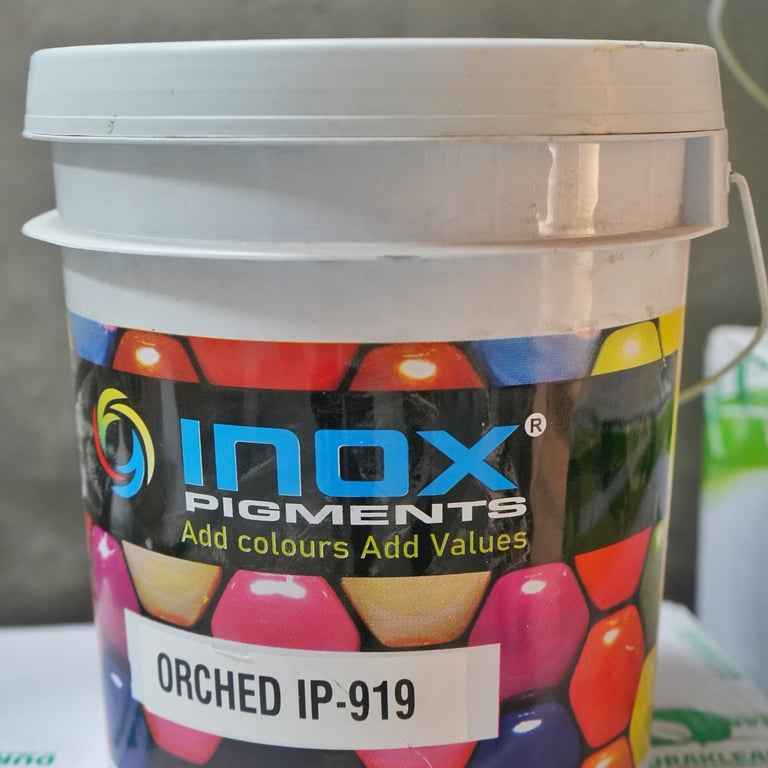 INOX®
PIGMENTS
Add colours Add Values
ORCHED IP-919